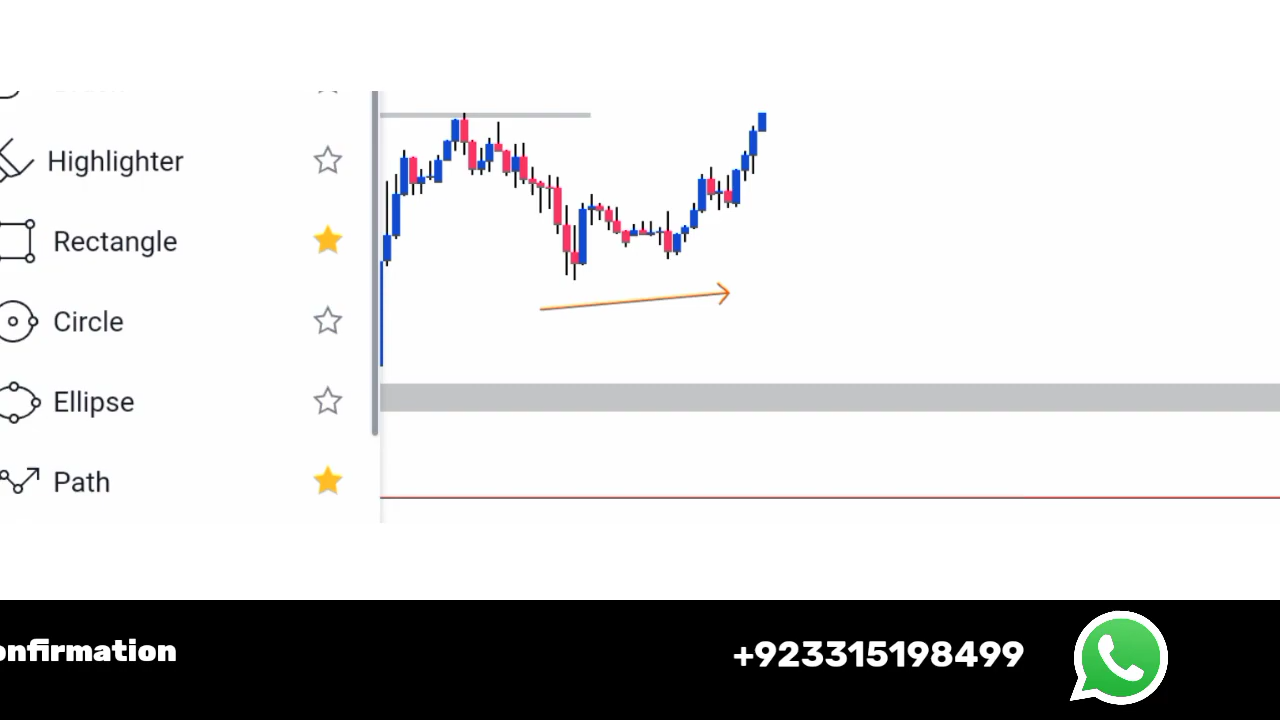 Highlighter
Rectangle
Circle
Ellipse
Path
onfirmation
+923315198499